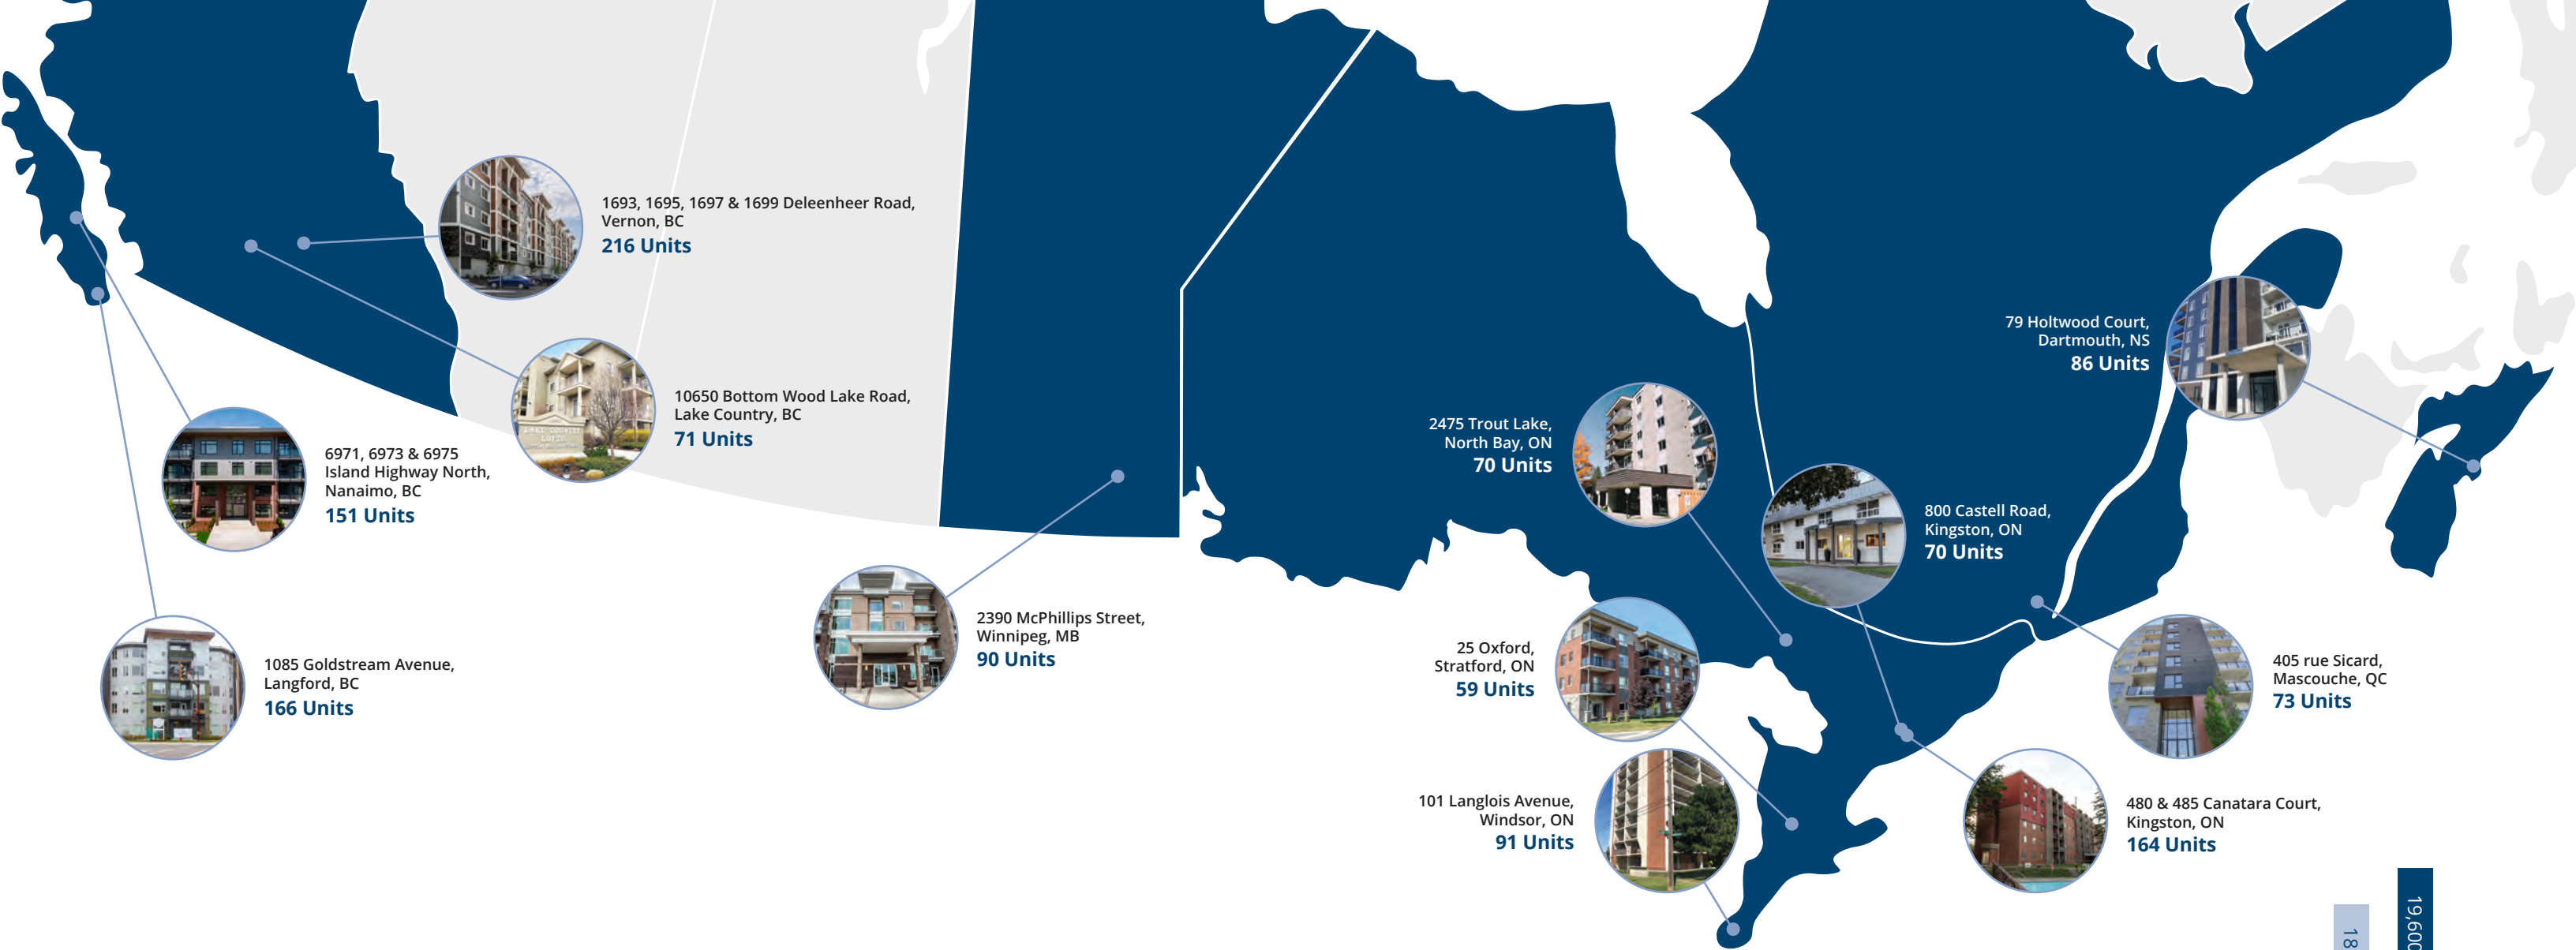 1693, 1695, 1697 & 1699 Deleenheer Road,
Vernon, BC
216 Units
10650 Bottom Wood Lake Road,
Lake Country, BC
71 Units
6971, 6973 & 6975
Island Highway North,
Nanaimo, BC
151 Units
1085 Goldstream Avenue,
Langford, BC
166 Units
2390 McPhillips Street,
Winnipeg, MB
90 Units
79 Holtwood Court,
Dartmouth, NS
86 Units
2475 Trout Lake,
North Bay, ON
70 Units
800 Castell Road,
Kingston, ON
70 Units
25 Oxford,
Stratford, ON
59 Units
405 rue Sicard,
Mascouche, QC
73 Units
101 Langlois Avenue,
Windsor, ON
91 Units
480 & 485 Canatara Court,
Kingston, ON
164 Units